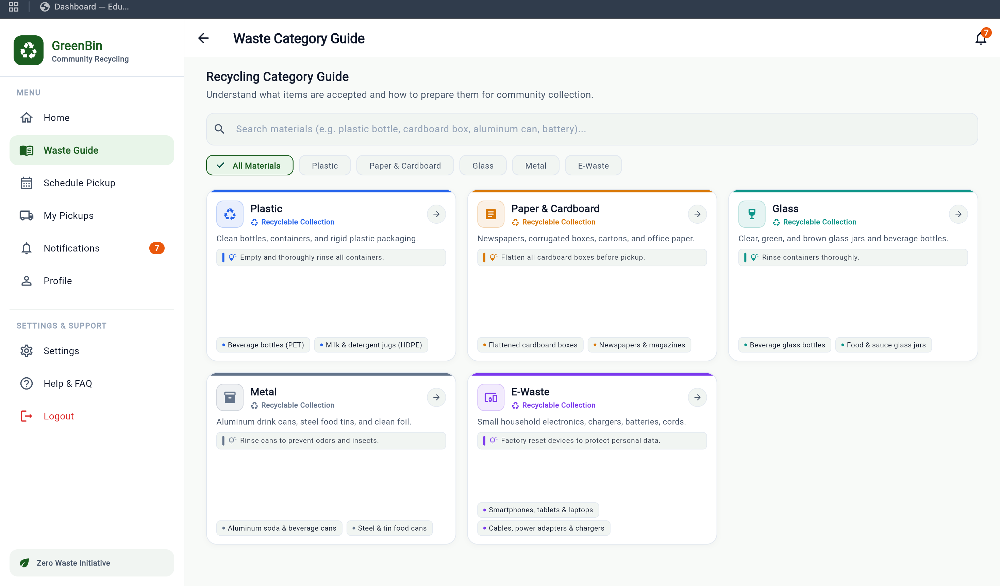 Dashboard — Edu...
GreenBin
Community Recycling
MENU
Home
Waste Guide
Schedule Pickup
My Pickups
Notifications
7
Profile
SETTINGS & SUPPORT
Settings
Help & FAQ
Logout
Zero Waste Initiative
Waste Category Guide
7
Recycling Category Guide
Understand what items are accepted and how to prepare them for community collection.
Search materials (e.g. plastic bottle, cardboard box, aluminum can, battery)...
All Materials
Plastic
Paper & Cardboard
Glass
Metal
E-Waste
Plastic
Recyclable Collection
Clean bottles, containers, and rigid plastic packaging.
Empty and thoroughly rinse all containers.
Beverage bottles (PET)
Milk & detergent jugs (HDPE)
Paper & Cardboard
Recyclable Collection
Newspapers, corrugated boxes, cartons, and office paper.
Flatten all cardboard boxes before pickup.
Flattened cardboard boxes
Newspapers & magazines
Glass
Recyclable Collection
Clear, green, and brown glass jars and beverage bottles.
Rinse containers thoroughly.
Beverage glass bottles
Food & sauce glass jars
Metal
Recyclable Collection
Aluminum drink cans, steel food tins, and clean foil.
Rinse cans to prevent odors and insects.
Aluminum soda & beverage cans
Steel & tin food cans
E-Waste
Recyclable Collection
Small household electronics, chargers, batteries, cords.
Factory reset devices to protect personal data.
Smartphones, tablets & laptops
Cables, power adapters & chargers